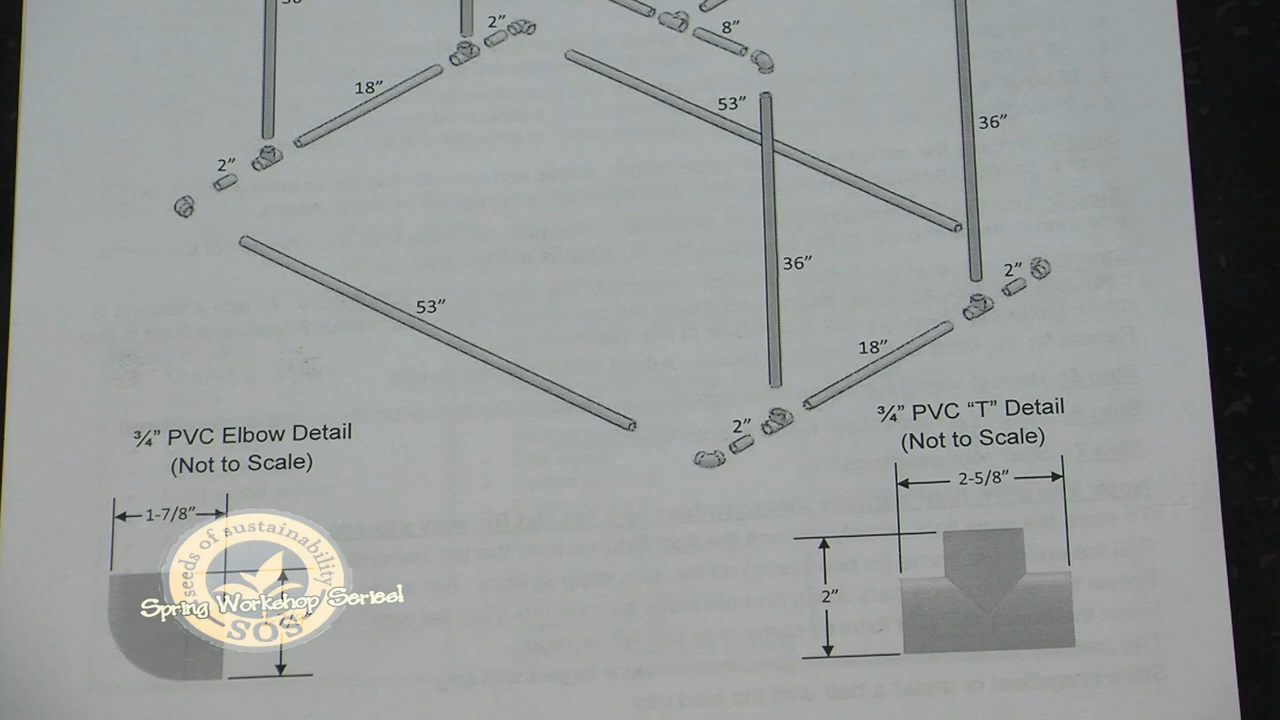 2”
8”
18”
53”
36”
2”
36”
2”
53”
18”
2”
¾” PVC Elbow Detail
(Not to Scale)
¾” PVC “T” Detail
(Not to Scale)
1-7/8”
2-5/8”
2”
seeds of sustainability
Spring Workshop Series!
SOS